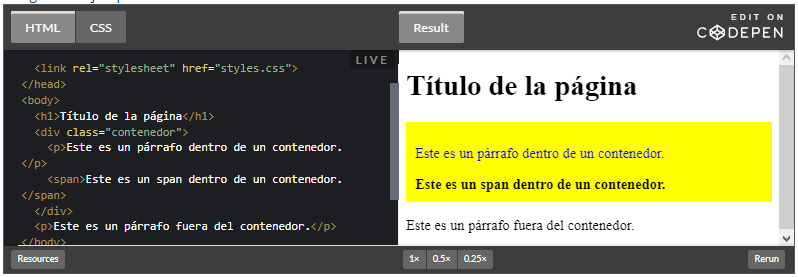 HTML
CSS
Result
EDIT ON
CODEPEN
LIVE
<link rel="stylesheet" href="styles.css">
</head>
<body>
<h1>Título de la página</h1>
<div class="contenedor">
<p>Este es un párrafo dentro de un contenedor.
</p>
<span>Este es un span dentro de un contenedor.
</span>
</div>
<p>Este es un párrafo fuera del contenedor.</p>
</body>
Título de la página
Este es un párrafo dentro de un contenedor.
Este es un span dentro de un contenedor.
Este es un párrafo fuera del contenedor.
Resources
1×
0.5×
0.25×
Rerun